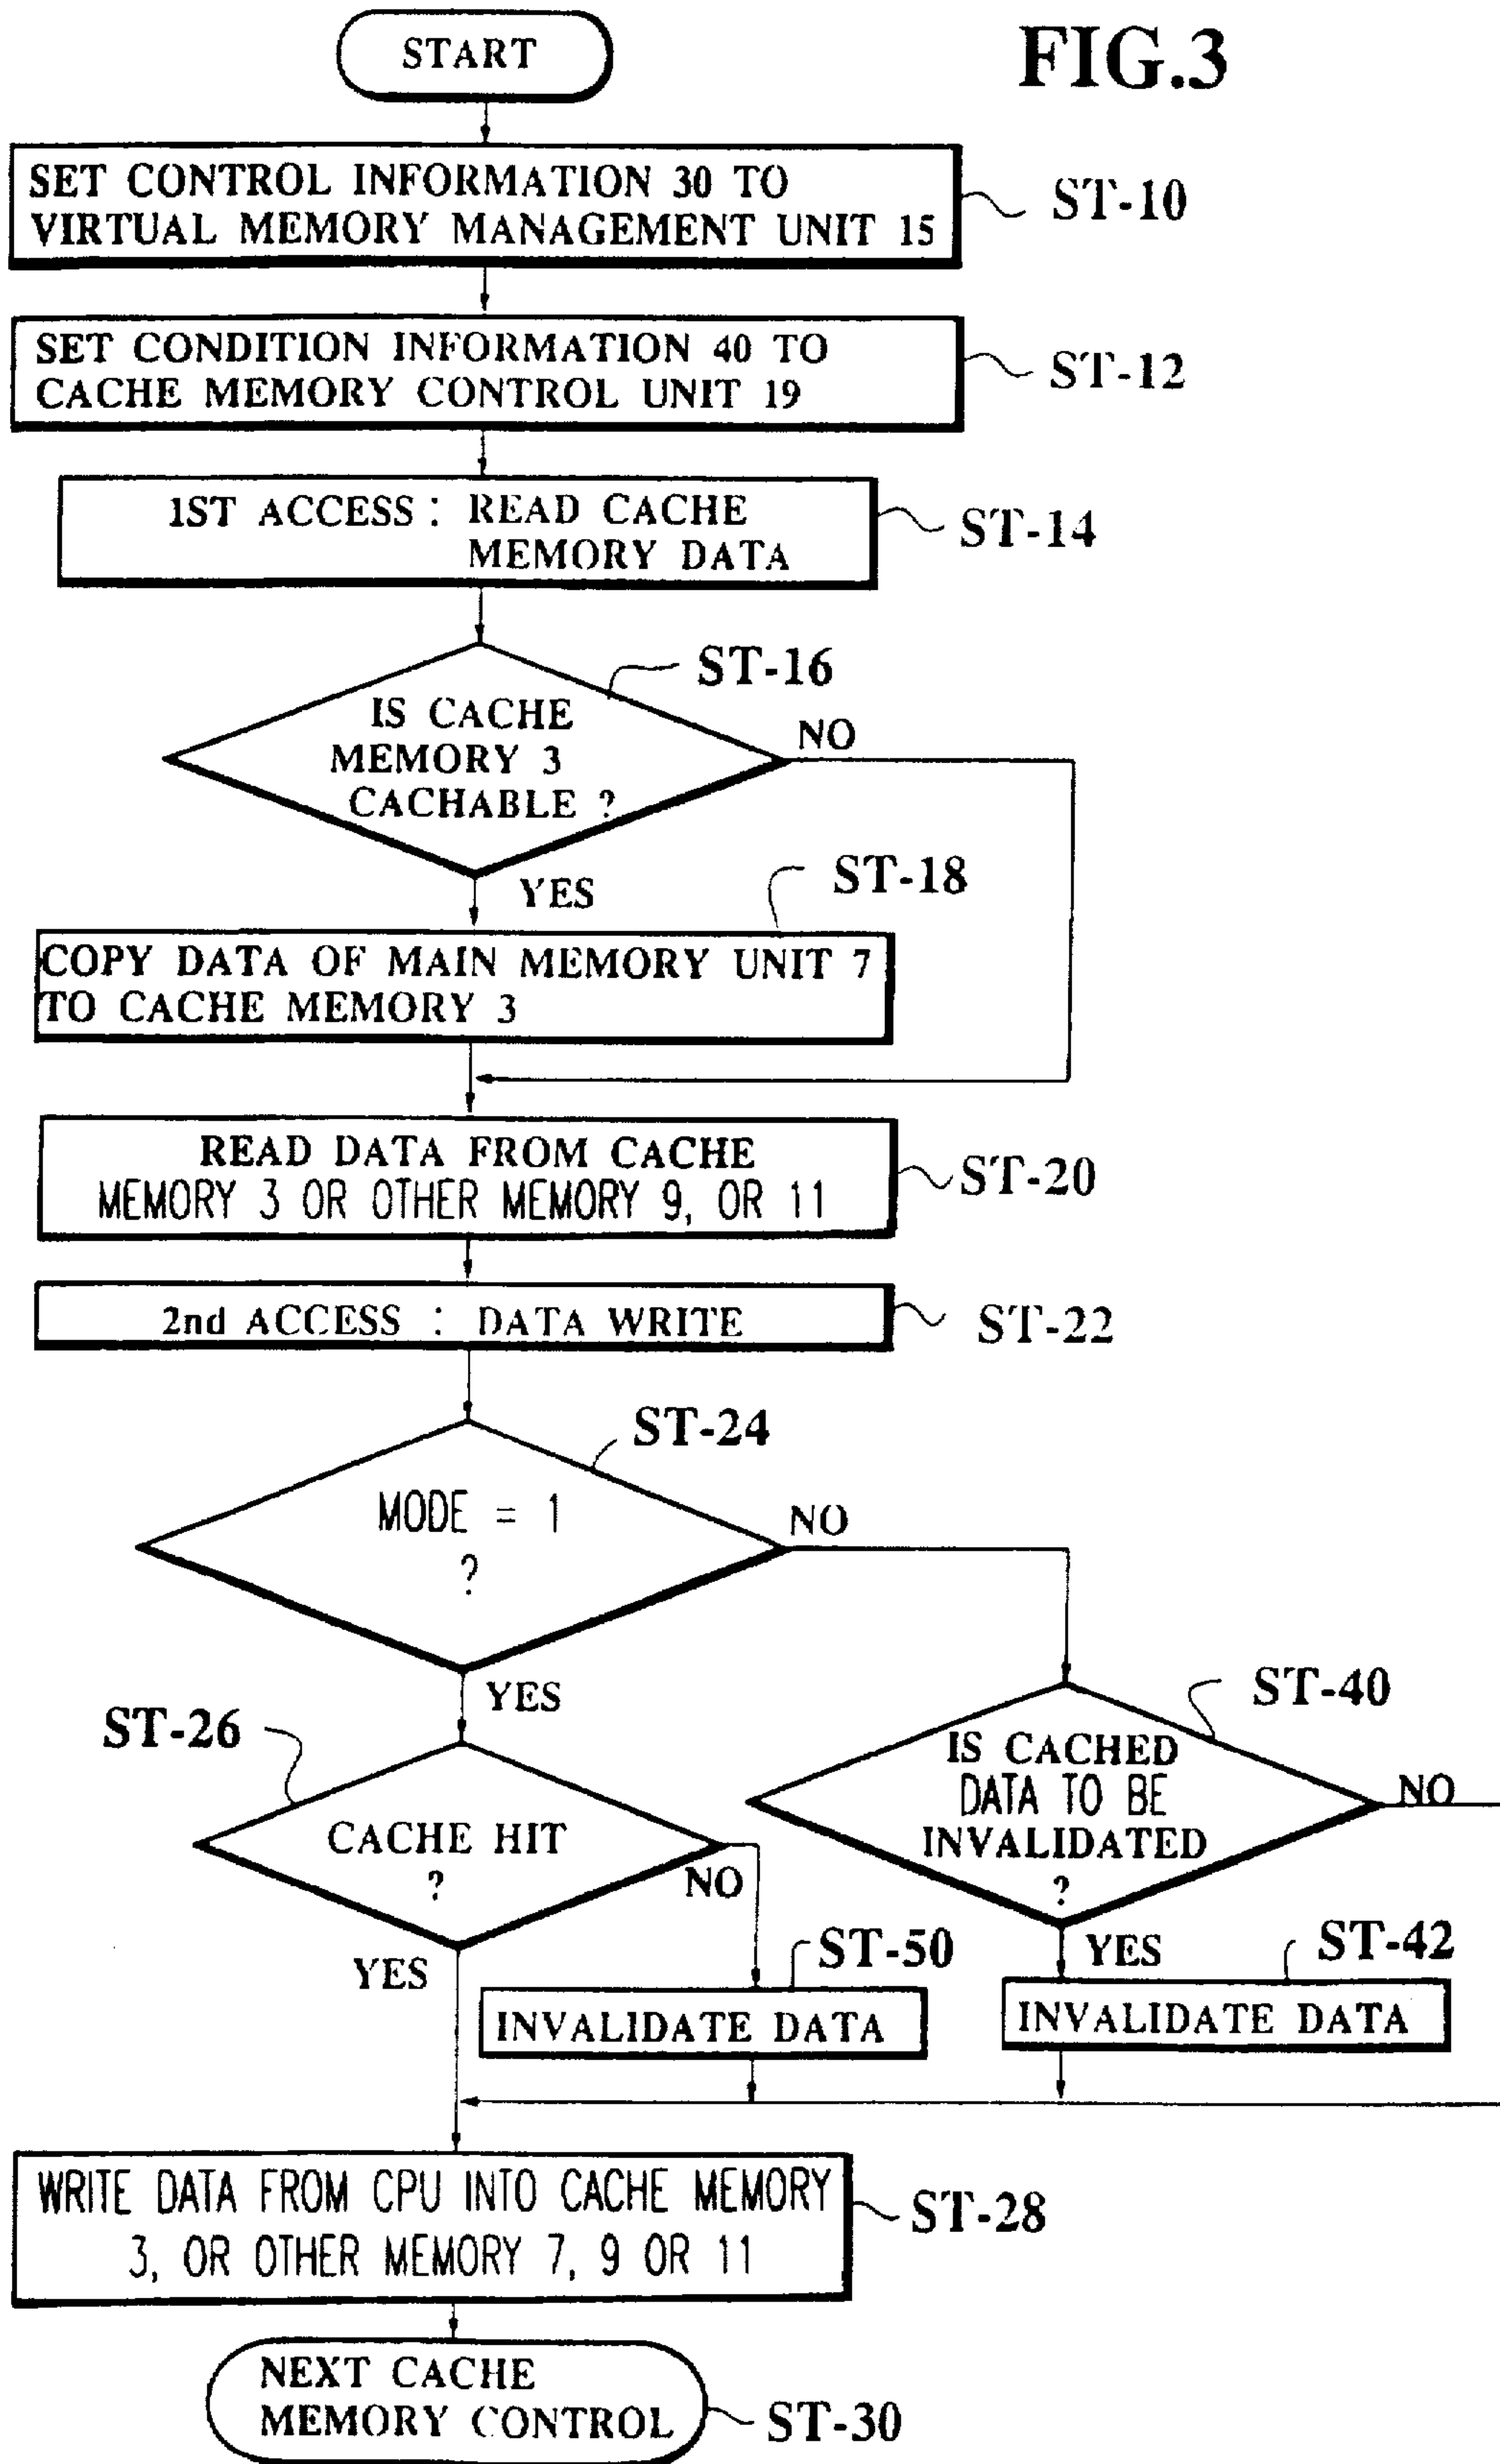 FIG.3
START
SET CONTROL INFORMATION 30 TO
VIRTUAL MEMORY MANAGEMENT UNIT 15
ST-10
SET CONDITION INFORMATION 40 TO
CACHE MEMORY CONTROL UNIT 19
ST-12
1ST ACCESS : READ CACHE
MEMORY DATA
ST-14
ST-16
IS CACHE
MEMORY 3
CACHABLE ?
NO
YES
ST-18
COPY DATA OF MAIN MEMORY UNIT 7
TO CACHE MEMORY 3
READ DATA FROM CACHE
MEMORY 3 OR OTHER MEMORY 9, OR 11
ST-20
2nd ACCESS : DATA WRITE
ST-22
ST-24
MODE = 1
?
NO
YES
ST-26
CACHE HIT
?
NO
YES
ST-40
IS CACHED
DATA TO BE
INVALIDATED
?
NO
YES
ST-50
INVALIDATE DATA
ST-42
INVALIDATE DATA
WRITE DATA FROM CPU INTO CACHE MEMORY
3, OR OTHER MEMORY 7, 9 OR 11
ST-28
NEXT CACHE
MEMORY CONTROL
ST-30